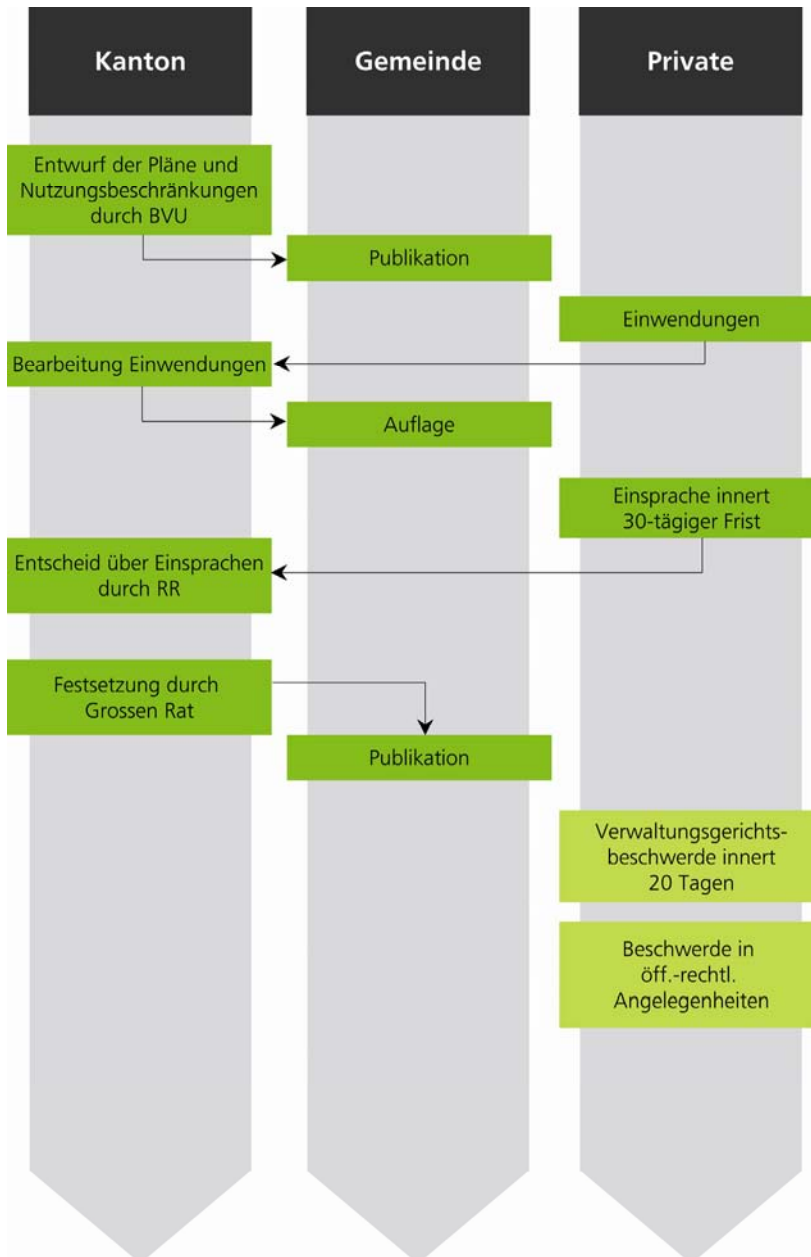 Kanton
Gemeinde
Private
Entwurf der Pläne und
Nutzungsbeschränkungen
durch BVU
Publikation
Einwendungen
Bearbeitung Einwendungen
Auflage
Einsprache innert
30-tägiger Frist
Entscheid über Einsprachen
durch RR
Festsetzung durch
Grossen Rat
Publikation
Verwaltungsgerichts-
beschwerde innert
20 Tagen
Beschwerde in
öff.-rechtl.
Angelegenheiten